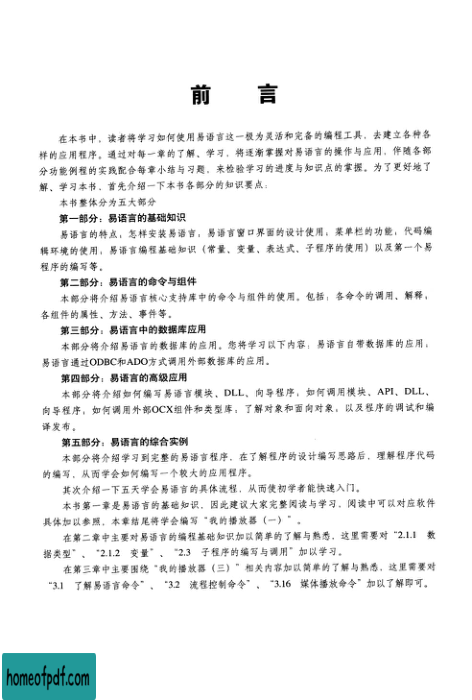 前 言
在本书中，读者将学习如何使用易语言这一极为灵活和完备的编程工具，去建立各种各
样的应用程序。通过对每一章的了解、学习，将逐渐掌握对易语言的操作与应用，伴随各部
分功能例程的实践配合每章小结与习题，来检验学习的进度与知识点的掌握。为了更好地了
解、学习本书，首先介绍一下本书各部分的知识要点：
本书整体分为五大部分
第一部分：易语言的基础知识
易语言的特点；怎样安装易语言；易语言窗口界面的设计使用；菜单栏的功能；代码编
辑环境的使用；易语言编程基础知识（常量、变量、表达式、子程序的使用）以及第一个易
程序的编写等。
第二部分：易语言的命令与组件
本部分将介绍易语言核心支持库中的命令与组件的使用。包括：各命令的调用、解释，
各组件的属性、方法、事件等。
第三部分：易语言中的数据库应用
本部分将介绍易语言的数据库的应用。您将学习以下内容：易语言自带数据库的应用；
易语言通过ODBC和ADO方式调用外部数据库的应用。
第四部分：易语言的高级应用
本部分将介绍如何编写易语言模块、DLL、向导程序；如何调用模块、API、DLL、
向导程序；如何调用外部OCX组件和类型库；了解对象和面向对象，以及程序的调试和编
译发布。
第五部分：易语言的综合实例
本部分将介绍学习到完整的易语言程序，在了解程序的设计编写思路后，理解程序代码
的编写，从而学会如何编写一个较大的应用程序。
其次介绍一下五天学会易语言的具体流程，从而使初学者能快速入门。
本书第一章是易语言的基础知识，因此建议大家完整阅读与学习，阅读中可以对应软件
具体加以参照，本章结尾将学会编写“我的播放器（一）”。
在第二章中主要对易语言的编程基础知识加以简单的了解与熟悉，这里需要对“2.1.1 数
据类型”、“2.1.2 变量”、“2.3 子程序的编写与调用”加以学习。
在第三章中主要围绕“我的播放器（三）”相关内容加以简单的了解与熟悉，这里需要对
“3.1 了解易语言命令”、“3.2 流程控制命令”、“3.16 媒体播放命令”加以了解即可。
homeofpdf.com